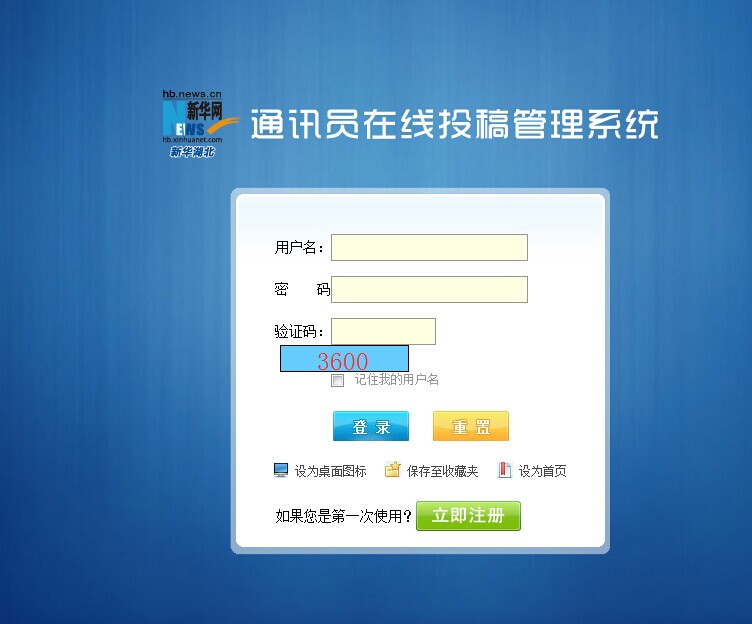 hb.news.cn
新华网
NEWS
hb.xinhuanet.com
新华湖北
通讯员在线投稿管理系统
用户名：
密 码
验证码：
3600
记住我的用户名
登 录 重 置
设为桌面图标 保存至收藏夹 设为首页
如果您是第一次使用？ 立即注册